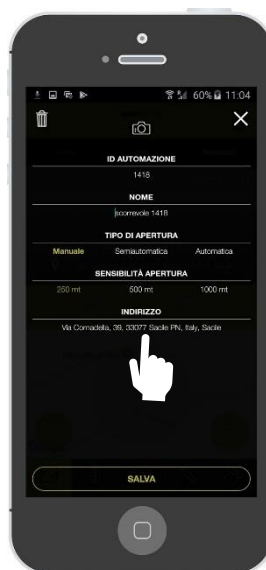 60% 11:04
ID AUTOMAZIONE
1418
NOME
scorrevole 1418
TIPO DI APERTURA
Manuale Semiautomatica Automatica
SENSIBILITÀ APERTURA
250 mt 500 mt 1000 mt
INDIRIZZO
Via Cornadella, 39, 33077 Sacile PN, Italy, Sacile
SALVA